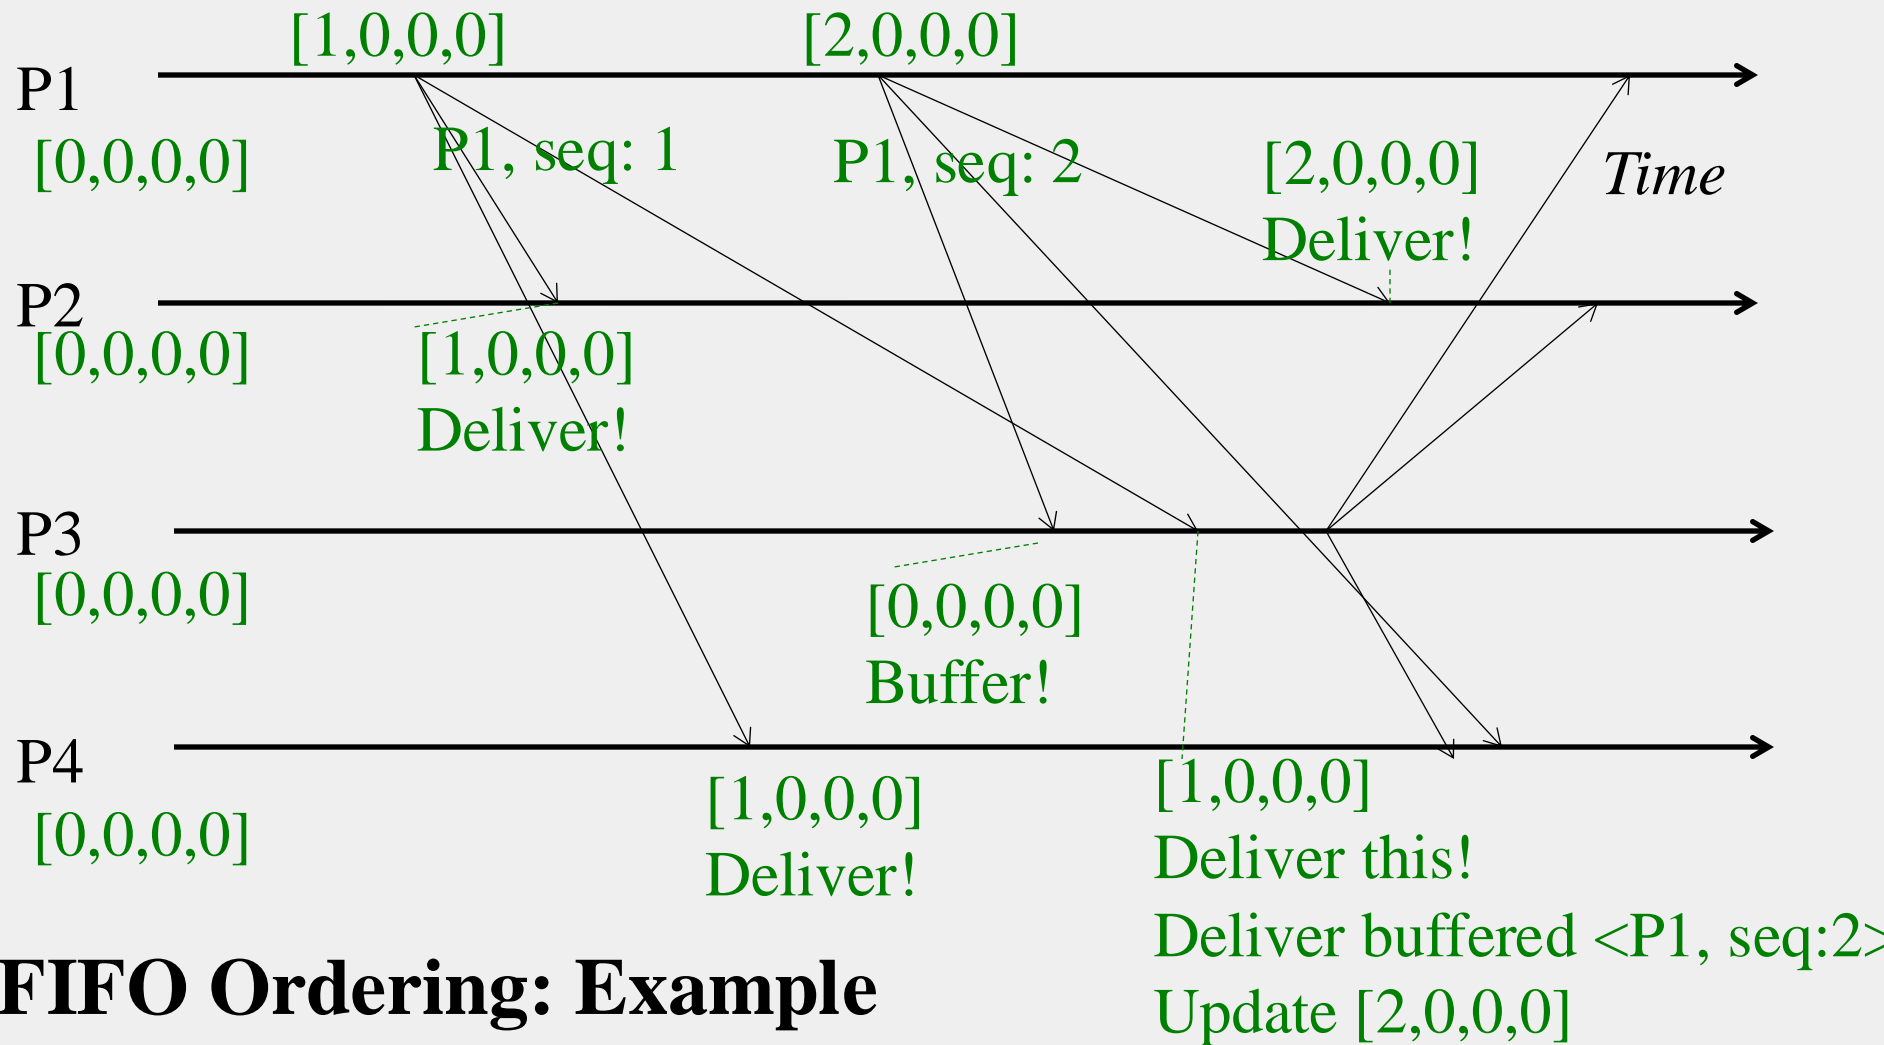 [1,0,0,0]
[2,0,0,0]
P1
[0,0,0,0]
P1, seq: 1
P1, seq: 2
[2,0,0,0]
Deliver!
Time
P2
[0,0,0,0]
[1,0,0,0]
Deliver!
P3
[0,0,0,0]
[0,0,0,0]
Buffer!
P4
[0,0,0,0]
[1,0,0,0]
Deliver!
[1,0,0,0]
Deliver this!
Deliver buffered <P1, seq:2>
Update [2,0,0,0]
FIFO Ordering: Example